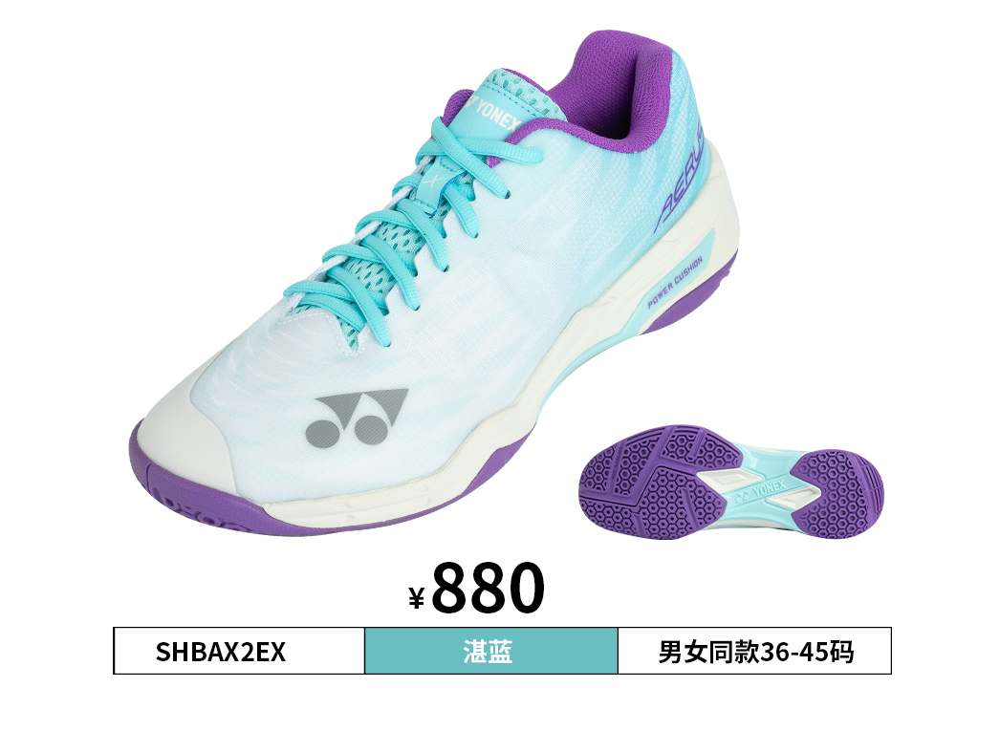 YONEX
AERUS
POWER CUSHION
YONEX
¥880
SHBAX2EX
湛蓝
男女同款36-45码